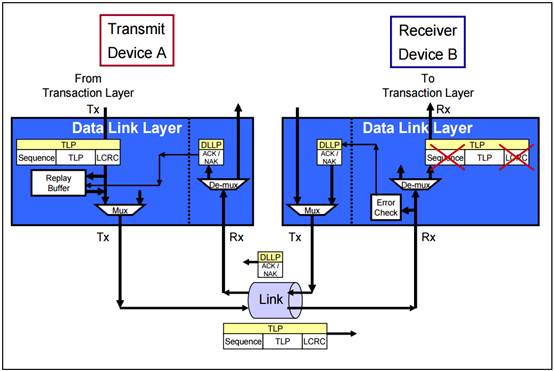 Transmit
Device A
Receiver
Device B
From
Transaction Layer
Tx
To
Transaction Layer
Rx
Data Link Layer
TLP
Sequence TLP LCRC
Replay
Buffer
Mux
DLLP
ACK /
NAK
De-mux
Data Link Layer
DLLP
ACK /
NAK
Mux
TLP
Sequence TLP LCRC
De-mux
Error
Check
Tx
Rx
Tx
Rx
DLLP
ACK /
NAK
Link
TLP
Sequence TLP LCRC